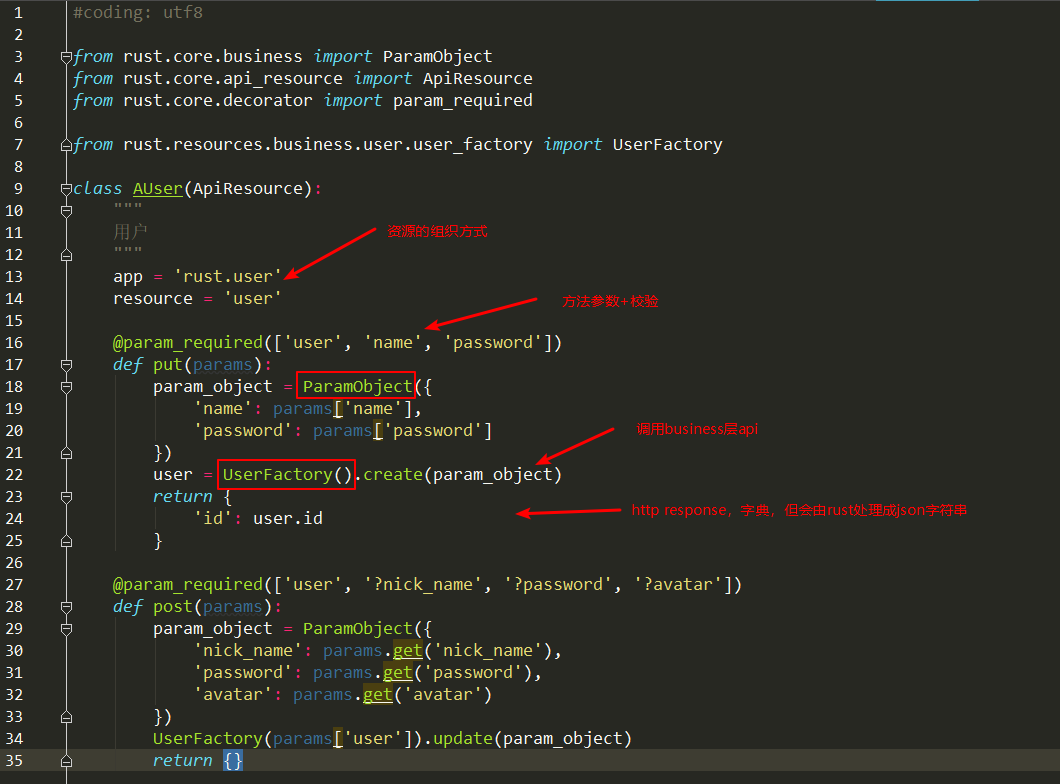 1 #coding: utf8
2
3 from rust.core.business import ParamObject
4 from rust.core.api_resource import ApiResource
5 from rust.core.decorator import param_required
6
7 from rust.resources.business.user.user_factory import UserFactory
8
9 class AUser(ApiResource):
10 """
11 用户
资源的组织方式
12 """
13 app = 'rust.user'
14 resource = 'user'
方法参数+校验
15
16 @param_required(['user', 'name', 'password'])
17 def put(params):
18 param_object = ParamObject({
19 'name': params['name'],
20 'password': params['password']
调用business层api
21 })
22 user = UserFactory().create(param_object)
23 return {
24 'id': user.id
http response，字典，但会由rust处理成json字符串
25 }
26
27 @param_required(['user', '?nick_name', '?password', '?avatar'])
28 def post(params):
29 param_object = ParamObject({
30 'nick_name': params.get('nick_name'),
31 'password': params.get('password'),
32 'avatar': params.get('avatar')
33 })
34 UserFactory(params['user']).update(param_object)
35 return {}